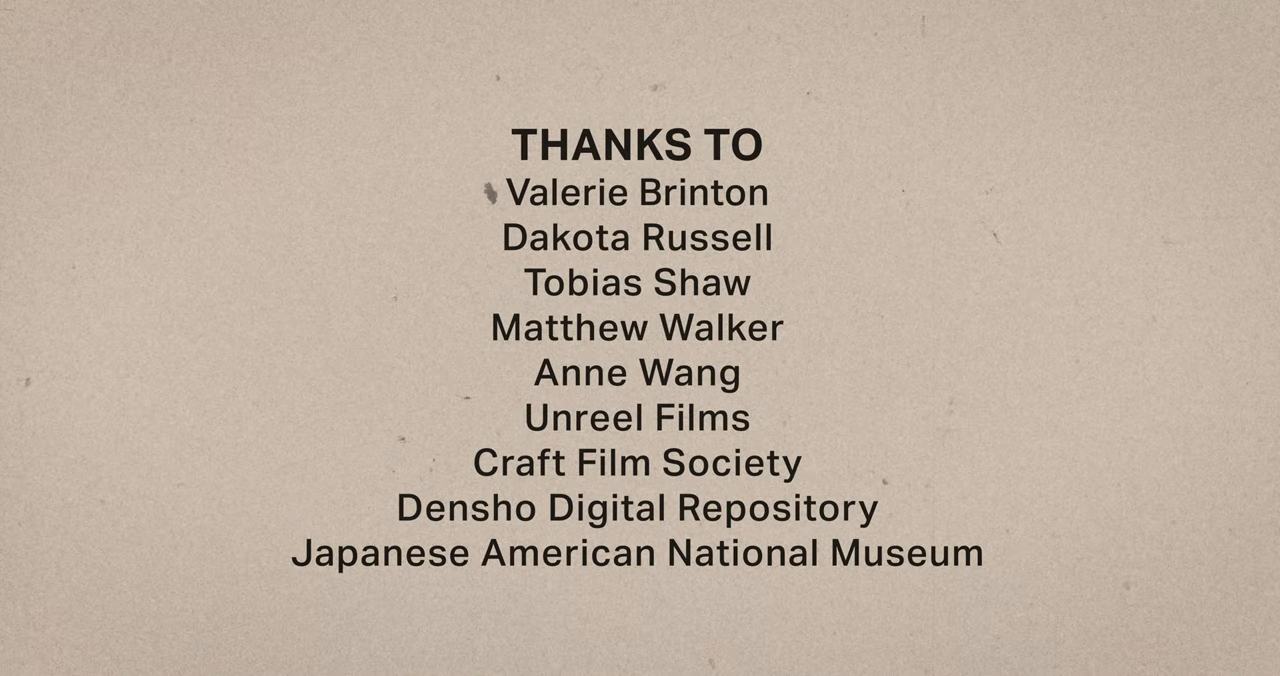 THANKS TO
Valerie Brinton
Dakota Russell
Tobias Shaw
Matthew Walker
Anne Wang
Unreel Films
Craft Film Society
Densho Digital Repository
Japanese American National Museum